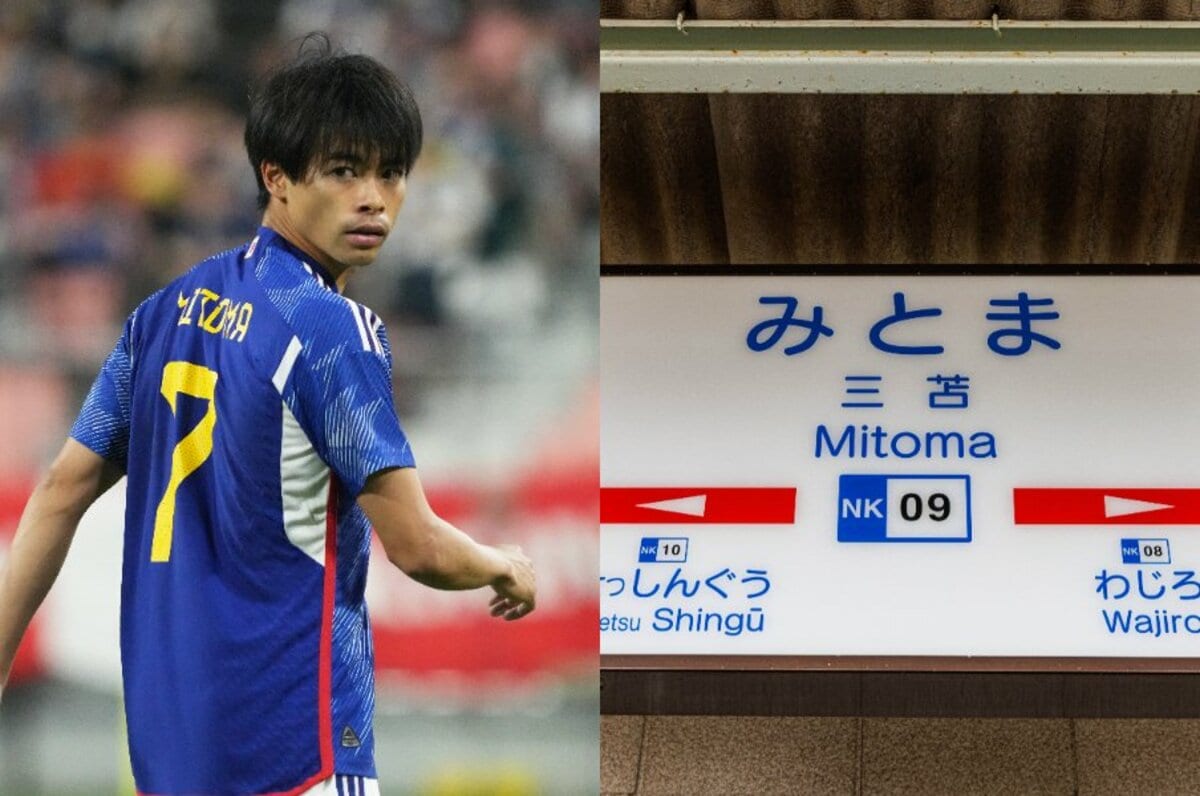 MITOMA
7
みとま
三苫
Mitoma
NK 09
NK 10
NK 08
っしんぐう
わじろ
etsu Shingū
Wajiro